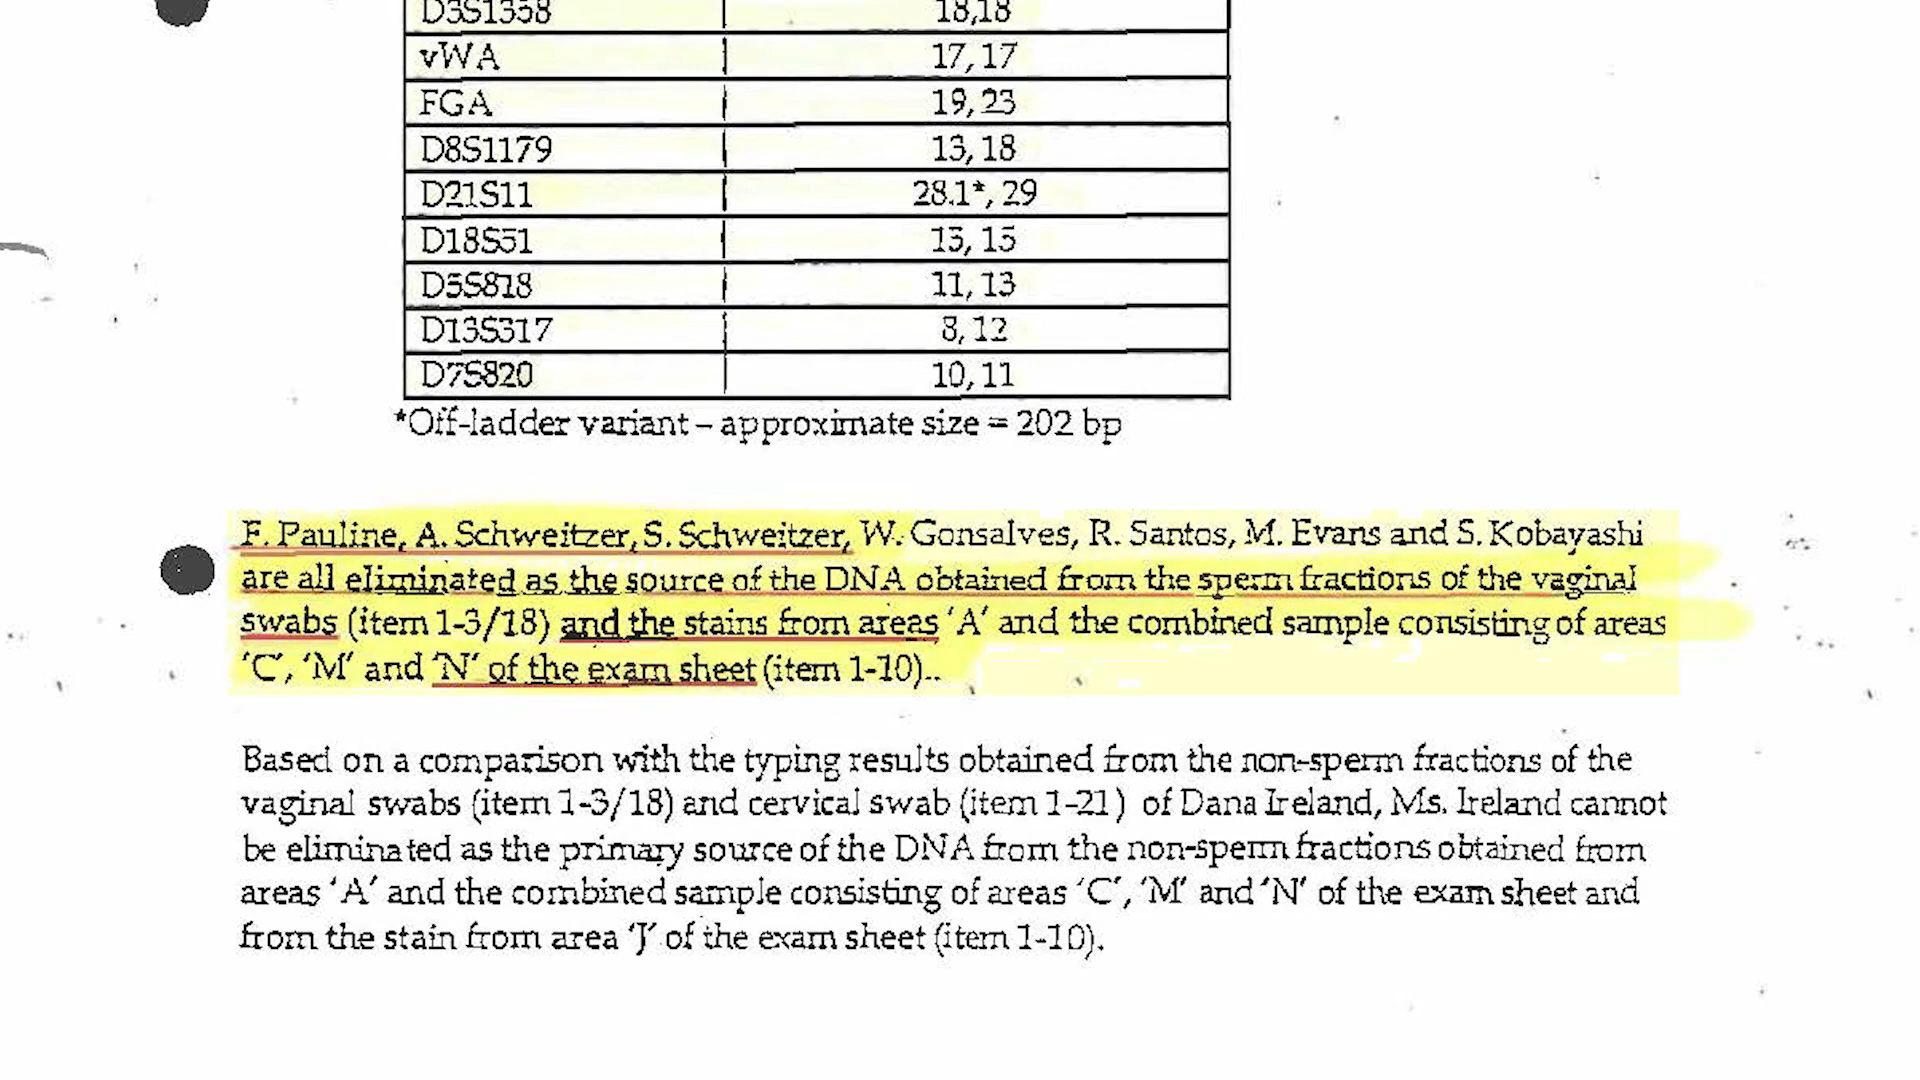 D3S1358 18,18
vWA 17, 17
FGA 19, 23
D8S1179 13, 18
D21S11 28.1*, 29
D18S51 13, 15
D5S818 11, 13
D13S317 8, 12
D7S820 10, 11
*Off-ladder variant – approximate size = 202 bp
F. Pauline, A. Schweitzer, S. Schweitzer, W. Gonsalves, R. Santos, M. Evans and S. Kobayashi
are all eliminated as the source of the DNA obtained from the sperm fractions of the vaginal
swabs (item 1-3/18) and the stains from areas 'A' and the combined sample consisting of areas
'C', 'M' and 'N' of the exam sheet (item 1-10)..
Based on a comparison with the typing results obtained from the non-sperm fractions of the
vaginal swabs (item 1-3/18) and cervical swab (item 1-21) of Dana Ireland, Ms. Ireland cannot
be eliminated as the primary source of the DNA from the non-sperm fractions obtained from
areas 'A' and the combined sample consisting of areas 'C', 'M' and 'N' of the exam sheet and
from the stain from area 'J' of the exam sheet (item 1-10).